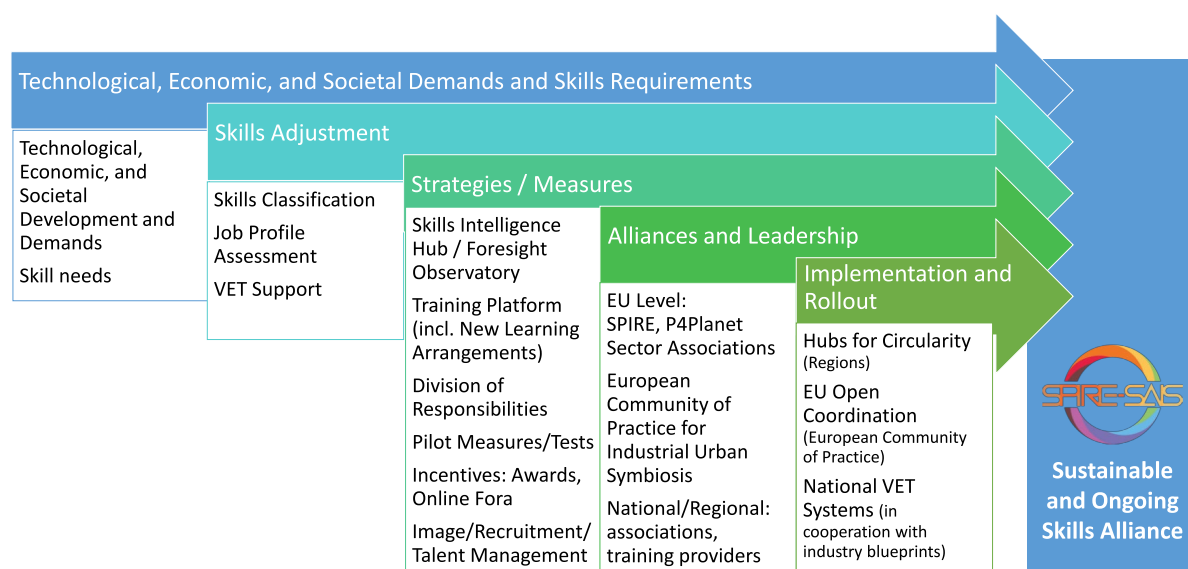 Technological, Economic, and Societal Demands and Skills Requirements
Technological,
Economic, and
Societal
Development and
Demands
Skill needs
Skills Adjustment
Skills Classification
Job Profile
Assessment
VET Support
Strategies / Measures
Skills Intelligence
Hub / Foresight
Observatory
Training Platform
(incl. New Learning
Arrangements)
Division of
Responsibilities
Pilot Measures/Tests
Incentives: Awards,
Online Fora
Image/Recruitment/
Talent Management
Alliances and Leadership
EU Level:
SPIRE, P4Planet
Sector Associations
European
Community of
Practice for
Industrial Urban
Symbiosis
National/Regional:
associations,
training providers
Implementation and
Rollout
Hubs for Circularity
(Regions)
EU Open
Coordination
(European Community
of Practice)
National VET
Systems (in
cooperation with
industry blueprints)
SPIRE-SAIS
Sustainable
and Ongoing
Skills Alliance